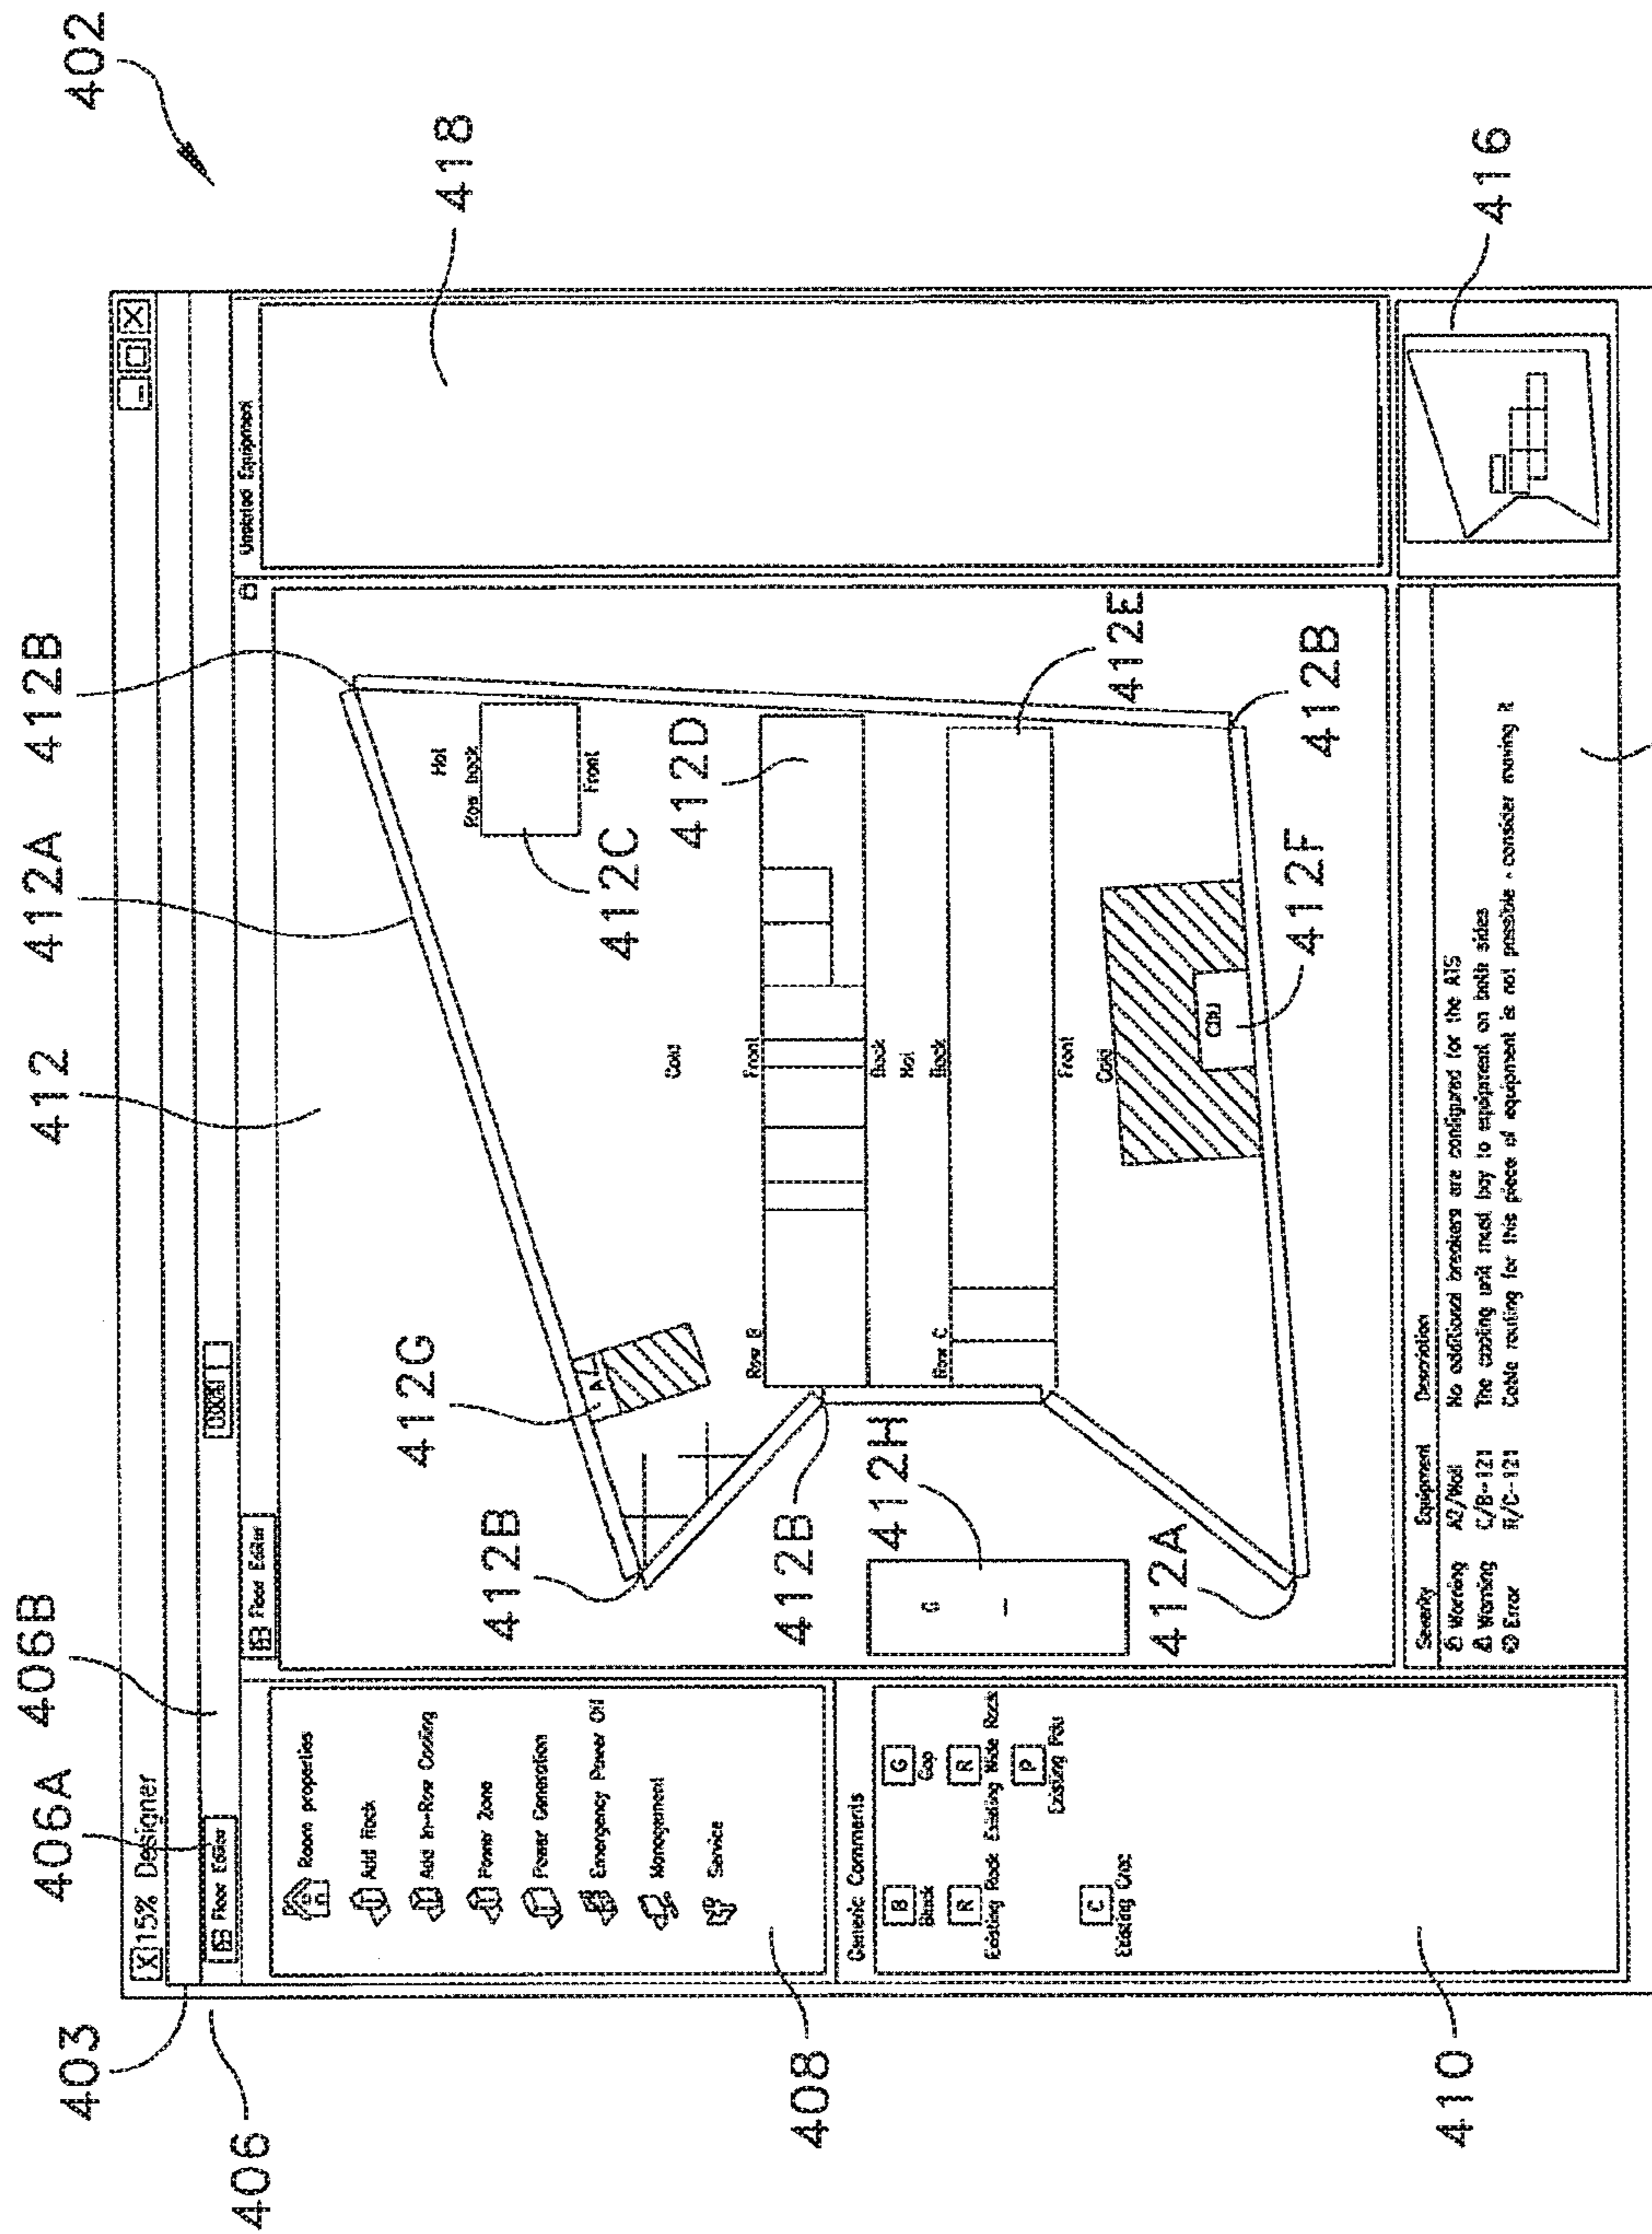 402
403
406
406A
406B
412
412A
412B
418
X 15% Designer
Floor Editor
Floor Editor
Unracked Equipment
Room properties
Add Rack
Add In-Row Cooling
Power Zone
Power Generation
Emergency Power Off
Management
Service
408
Generic Coments
B
G
Gap
R
Existing Rack
R
Existing Wide Rack
C
Existing Crac
P
Existing Pdu
410
412B
412G
A
412C
Hot
Row back
Front
Cold
412D
Row B
Front
Back
Hot
Row C
Back
Front
Cold
412E
412B
412H
G
412A
CDU
412F
412B
416
Severity Equipment Description
Warning A2/Wall No additional breakers are configured for the ATS
Warning C/B-121 The cooling unit must bay to equipment on both sides
Error R/C-121 Cable routing for this piece of equipment is not possible - consider moving it